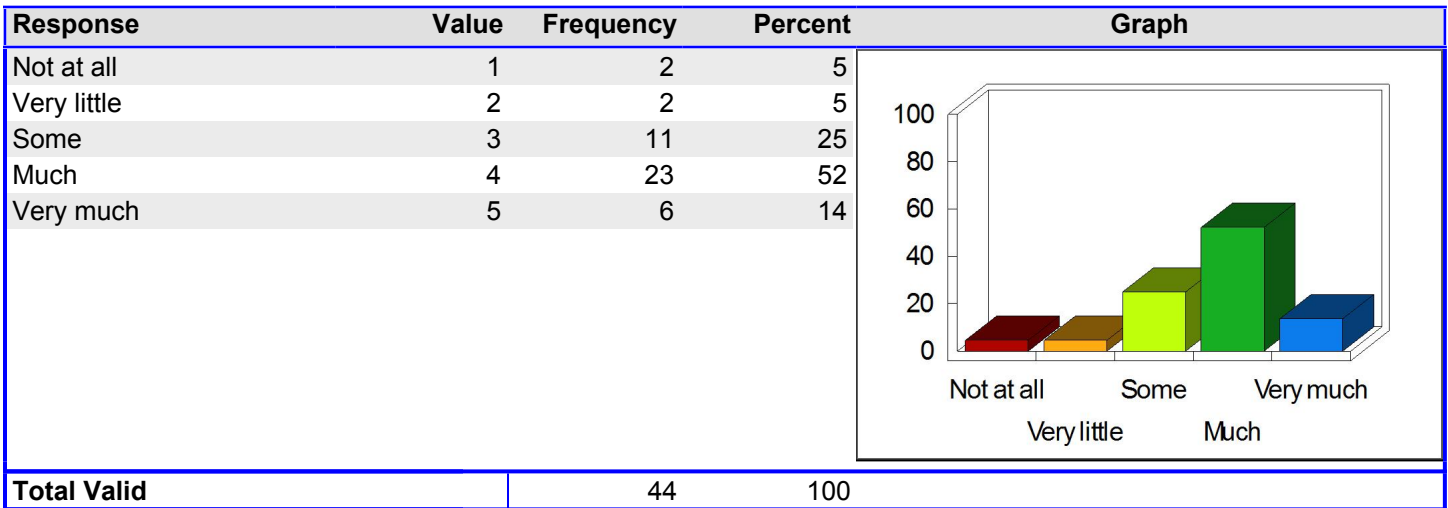 Response Value Frequency Percent Graph
Not at all 1 2 5
Very little 2 2 5
Some 3 11 25
Much 4 23 52
Very much 5 6 14
100
80
60
40
20
0
Not at all Some Very much
Very little Much
Total Valid 44 100